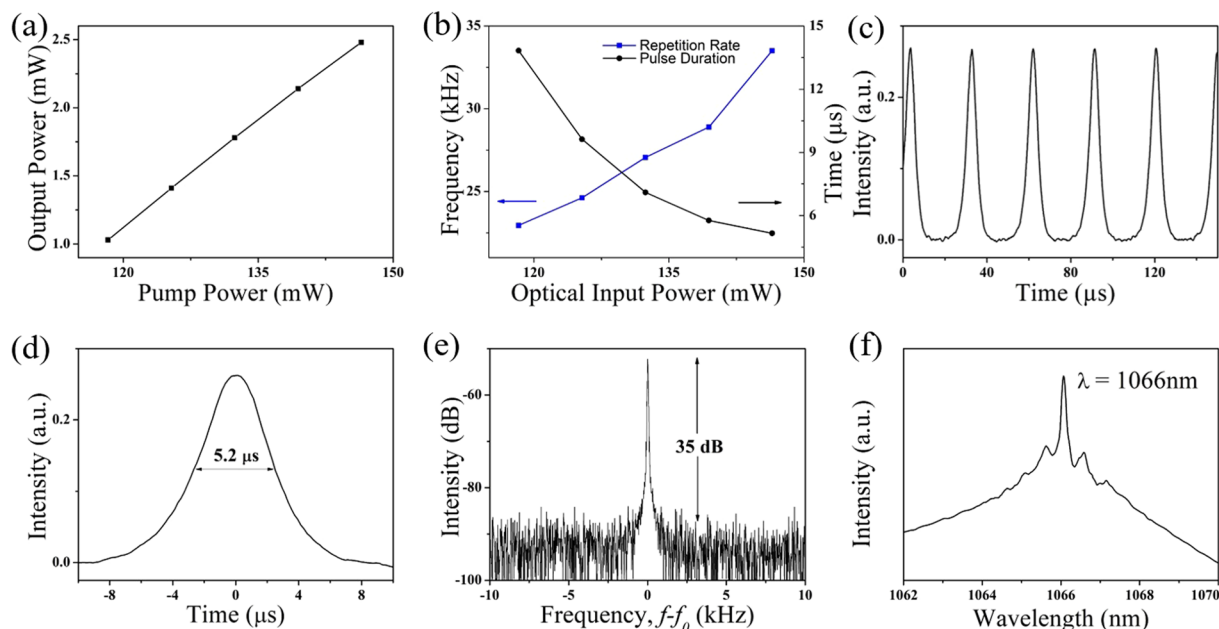 (a)
Output Power (mW)
2.5
2.0
1.5
1.0
120
135
150
Pump Power (mW)
(b)
Frequency (kHz)
35
30
25
Repetition Rate
Pulse Duration
15
12
9
6
Time (μs)
120
130
140
150
Optical Input Power (mW)
(c)
Intensity (a.u.)
0.2
0.0
0
40
80
120
Time (μs)
(d)
Intensity (a.u.)
0.2
0.0
5.2 μs
-8
-4
0
4
8
Time (μs)
(e)
Intensity (dB)
-60
-80
-100
35 dB
-10
-5
0
5
10
Frequency, f-f0 (kHz)
(f)
Intensity (a.u.)
λ = 1066nm
1062
1064
1066
1068
1070
Wavelength (nm)